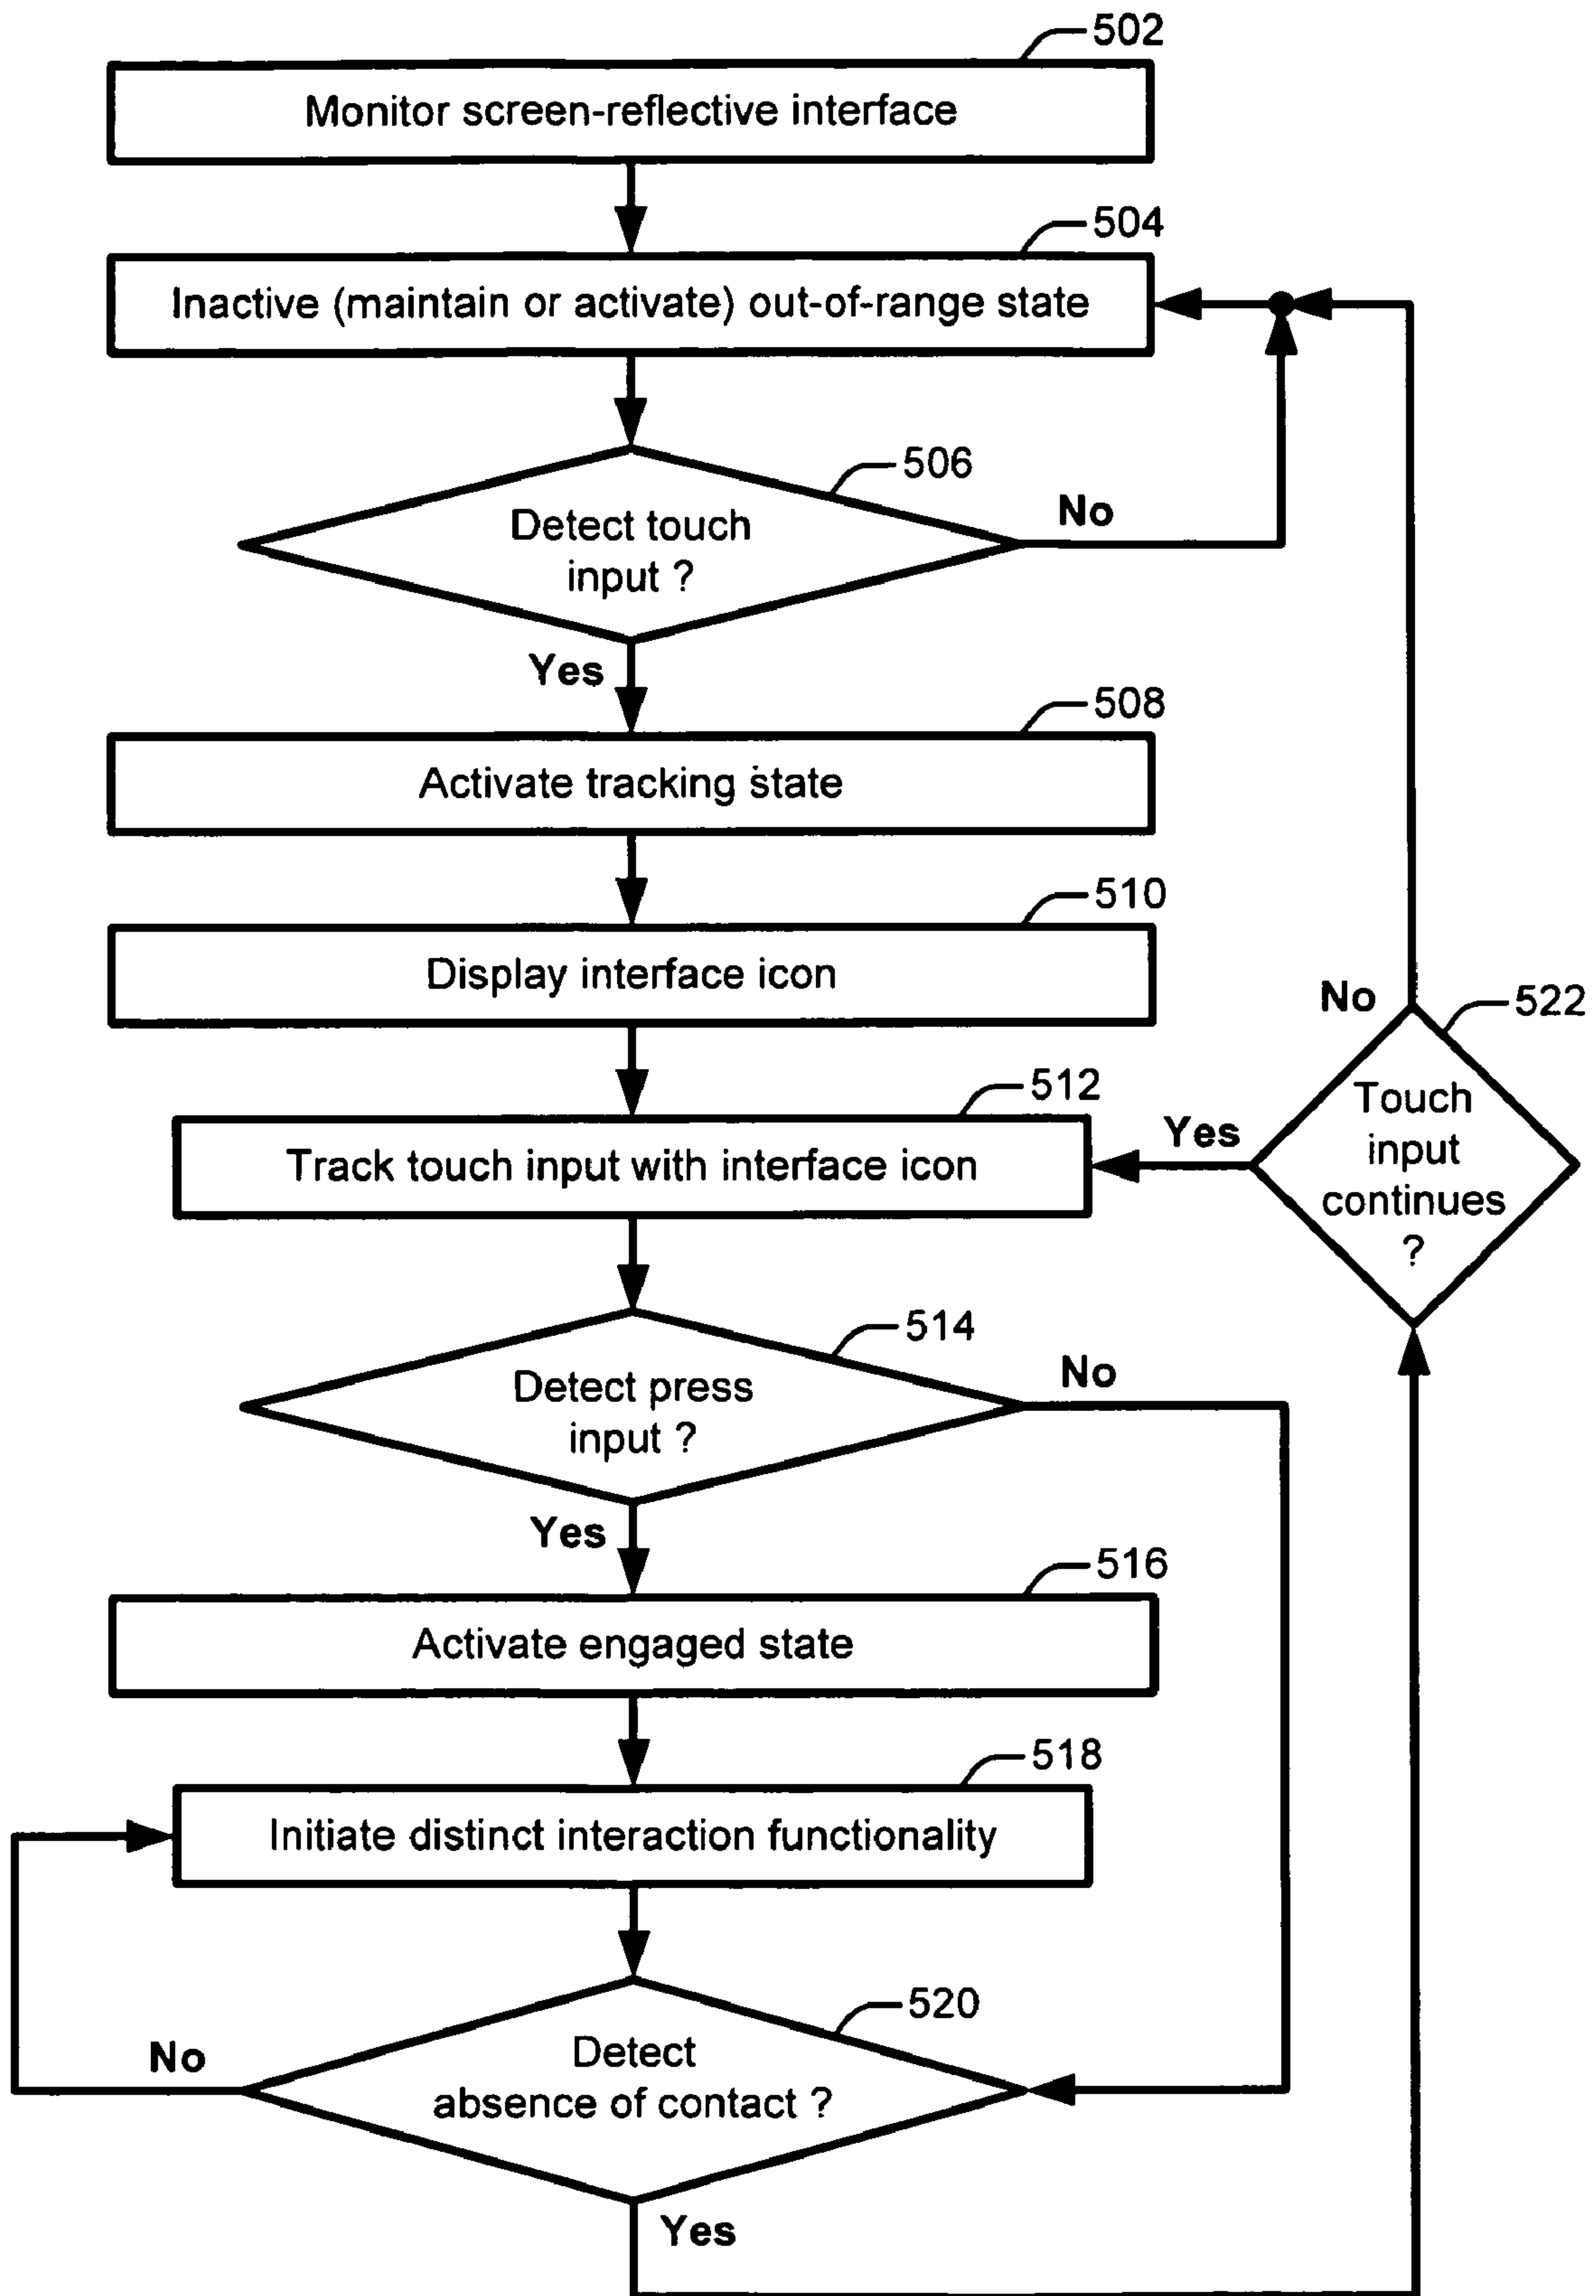 502
Monitor screen-reflective interface
504
Inactive (maintain or activate) out-of-range state
506
Detect touch
input ?
No
Yes
508
Activate tracking state
510
Display interface icon
No
522
Touch
input
continues
?
512
Yes
Track touch input with interface icon
514
Detect press
input ?
No
Yes
516
Activate engaged state
518
Initiate distinct interaction functionality
520
Detect
absence of contact ?
No
Yes